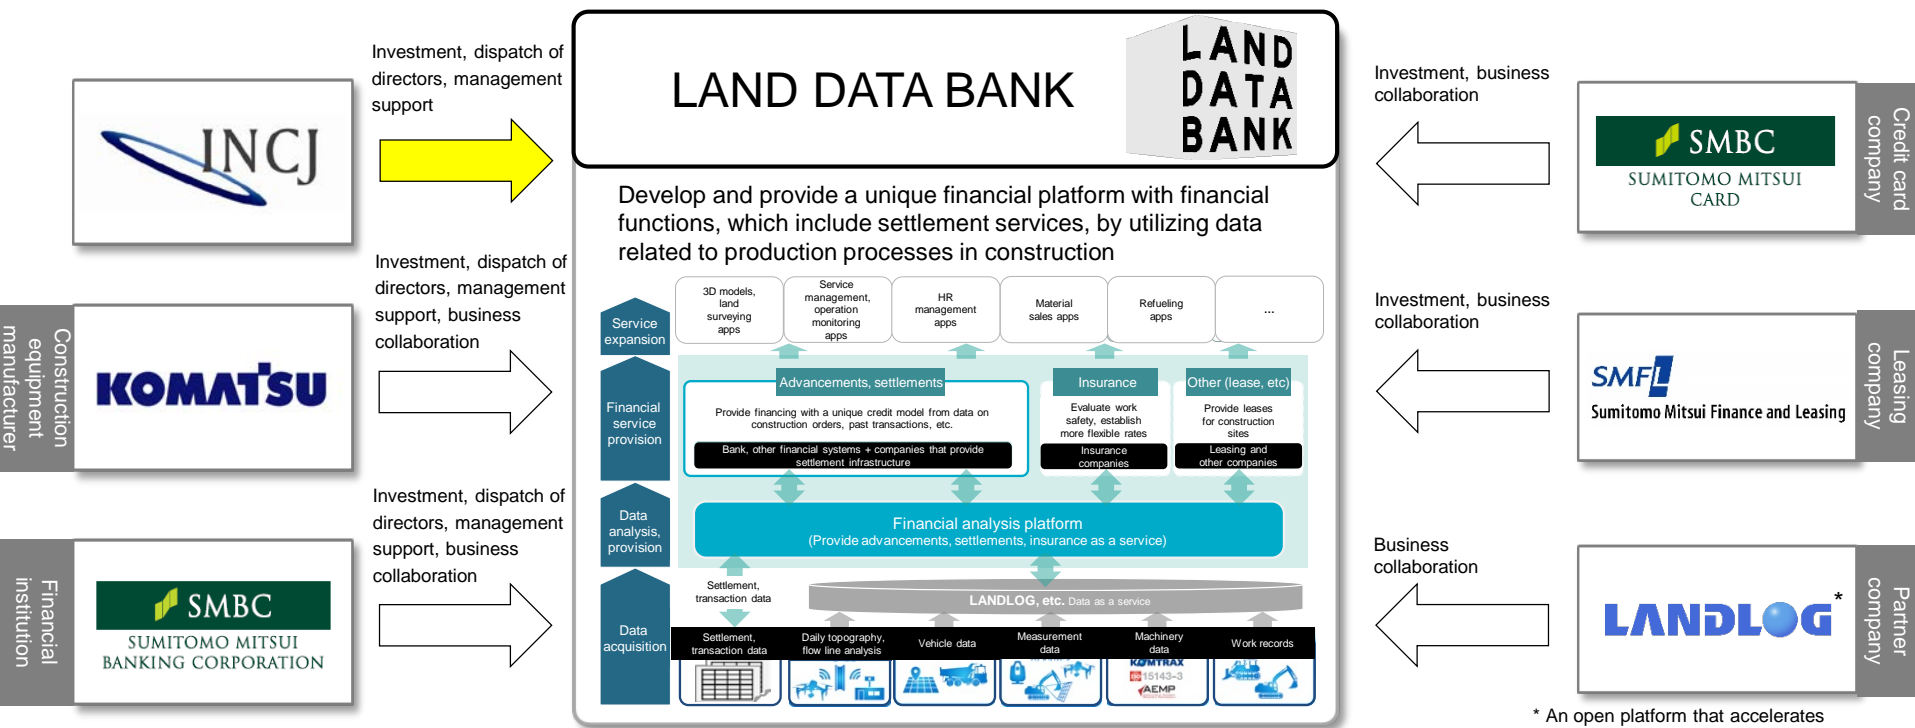 Investment, dispatch of
directors, management
support
INCJ
Construction
equipment
manufacturer
Investment, dispatch of
directors, management
support, business
collaboration
KOMATSU
Financial
institution
Investment, dispatch of
directors, management
support, business
collaboration
SMBC
SUMITOMO MITSUI
BANKING CORPORATION
LAND DATA BANK
LAND
DATA
BANK
Develop and provide a unique financial platform with financial
functions, which include settlement services, by utilizing data
related to production processes in construction
Service
expansion
3D models,
land
surveying
apps
Service
management,
operation
monitoring
apps
HR
management
apps
Material
sales apps
Refueling
apps
...
Financial
service
provision
Advancements, settlements
Provide financing with a unique credit model from data on
construction orders, past transactions, etc.
Bank, other financial systems + companies that provide
settlement infrastructure
Insurance
Evaluate work
safety, establish
more flexible rates
Insurance
companies
Other (lease, etc)
Provide leases
for construction
sites
Leasing and
other companies
Data
analysis,
provision
Financial analysis platform
(Provide advancements, settlements, insurance as a service)
Data
acquisition
Settlement,
transaction data
LANDLOG, etc. Data as a service
Settlement,
transaction data
Daily topography,
flow line analysis
Vehicle data
Measurement
data
Machinery
data
Work records
KOMTRAX
15143-3
AEMP
Investment, business
collaboration
SMBC
SUMITOMO MITSUI
CARD
Credit card
company
Investment, business
collaboration
SMFL
Sumitomo Mitsui Finance and Leasing
Leasing
company
Business
collaboration
LANDLOG*
Partner
company
* An open platform that accelerates